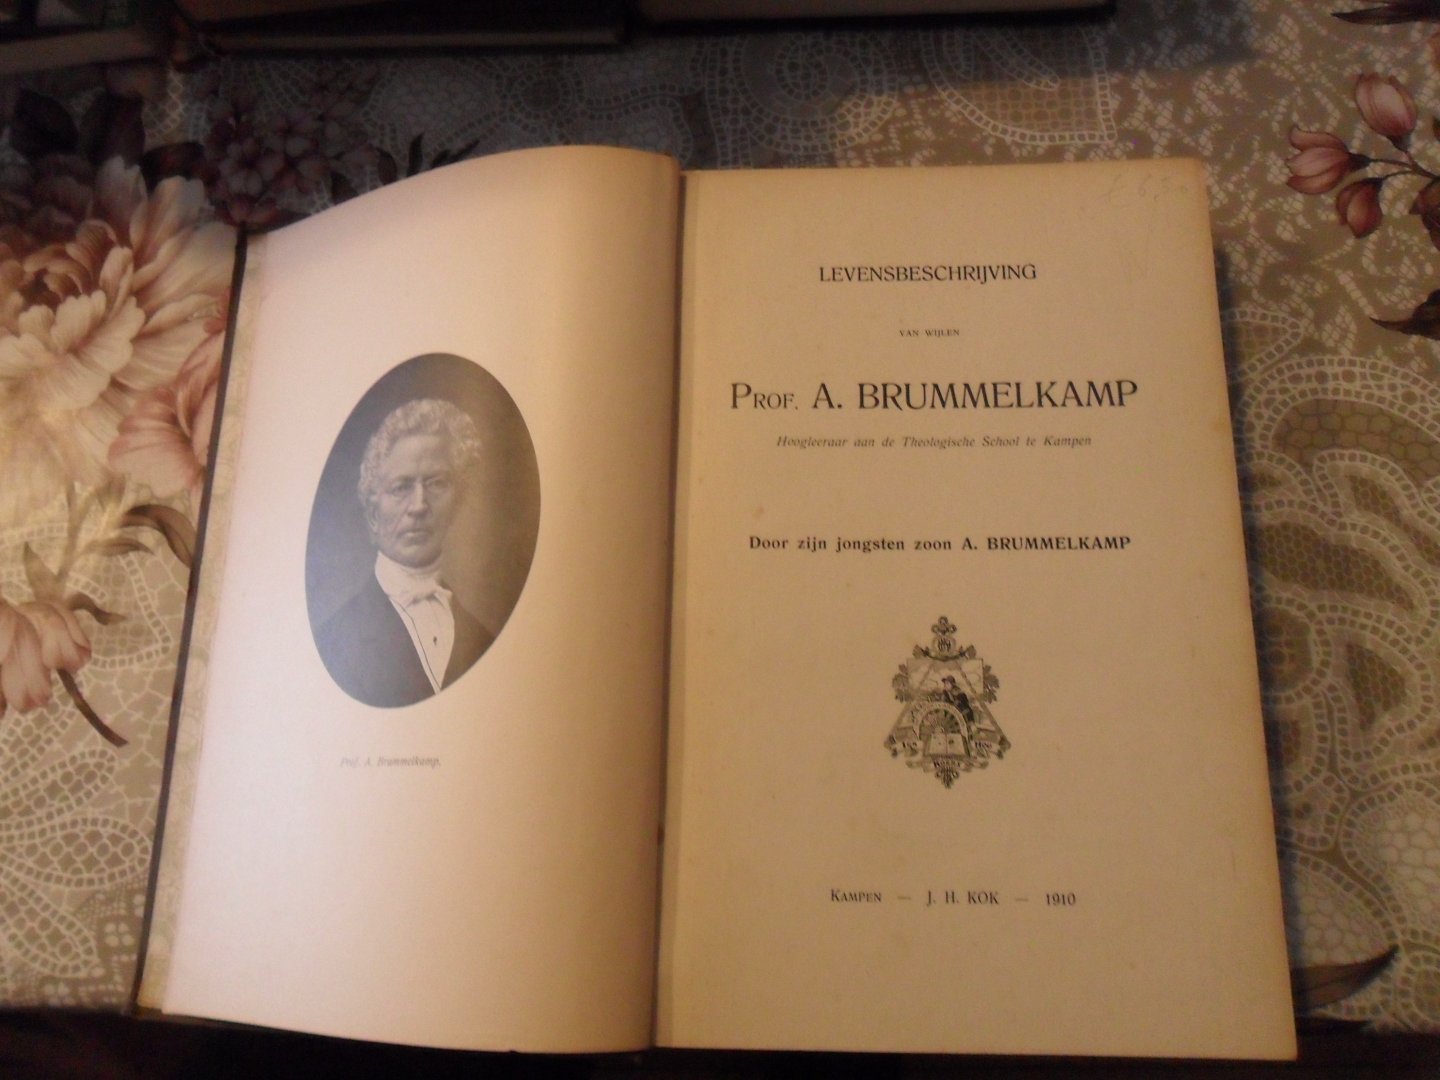 Prof. A. Brummelkamp.
LEVENSBESCHRIJVING
VAN WIJLEN
PROF. A. BRUMMELKAMP
Hoogleeraar aan de Theologische School te Kampen
Door zijn jongsten zoon A. BRUMMELKAMP
KAMPEN — J. H. KOK — 1910